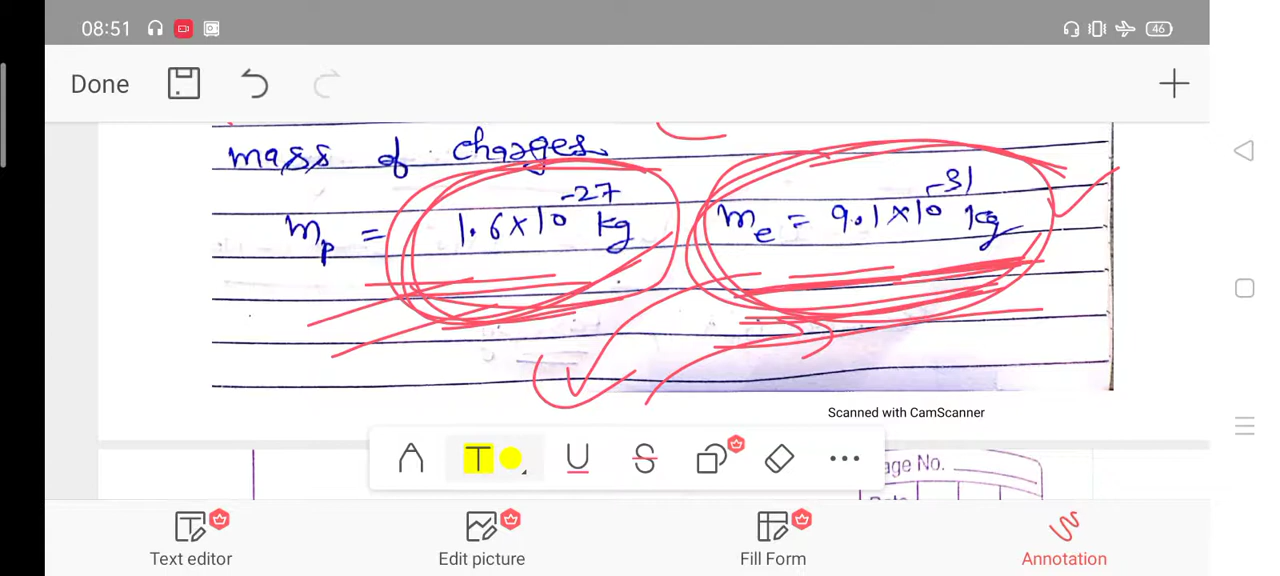 08:51 46
Done
mass of charges
mp = 1.6×10⁻²⁷ kg me = 9.1×10⁻³¹ kg
Scanned with CamScanner
A T U S
age No.
Text editor Edit picture Fill Form Annotation